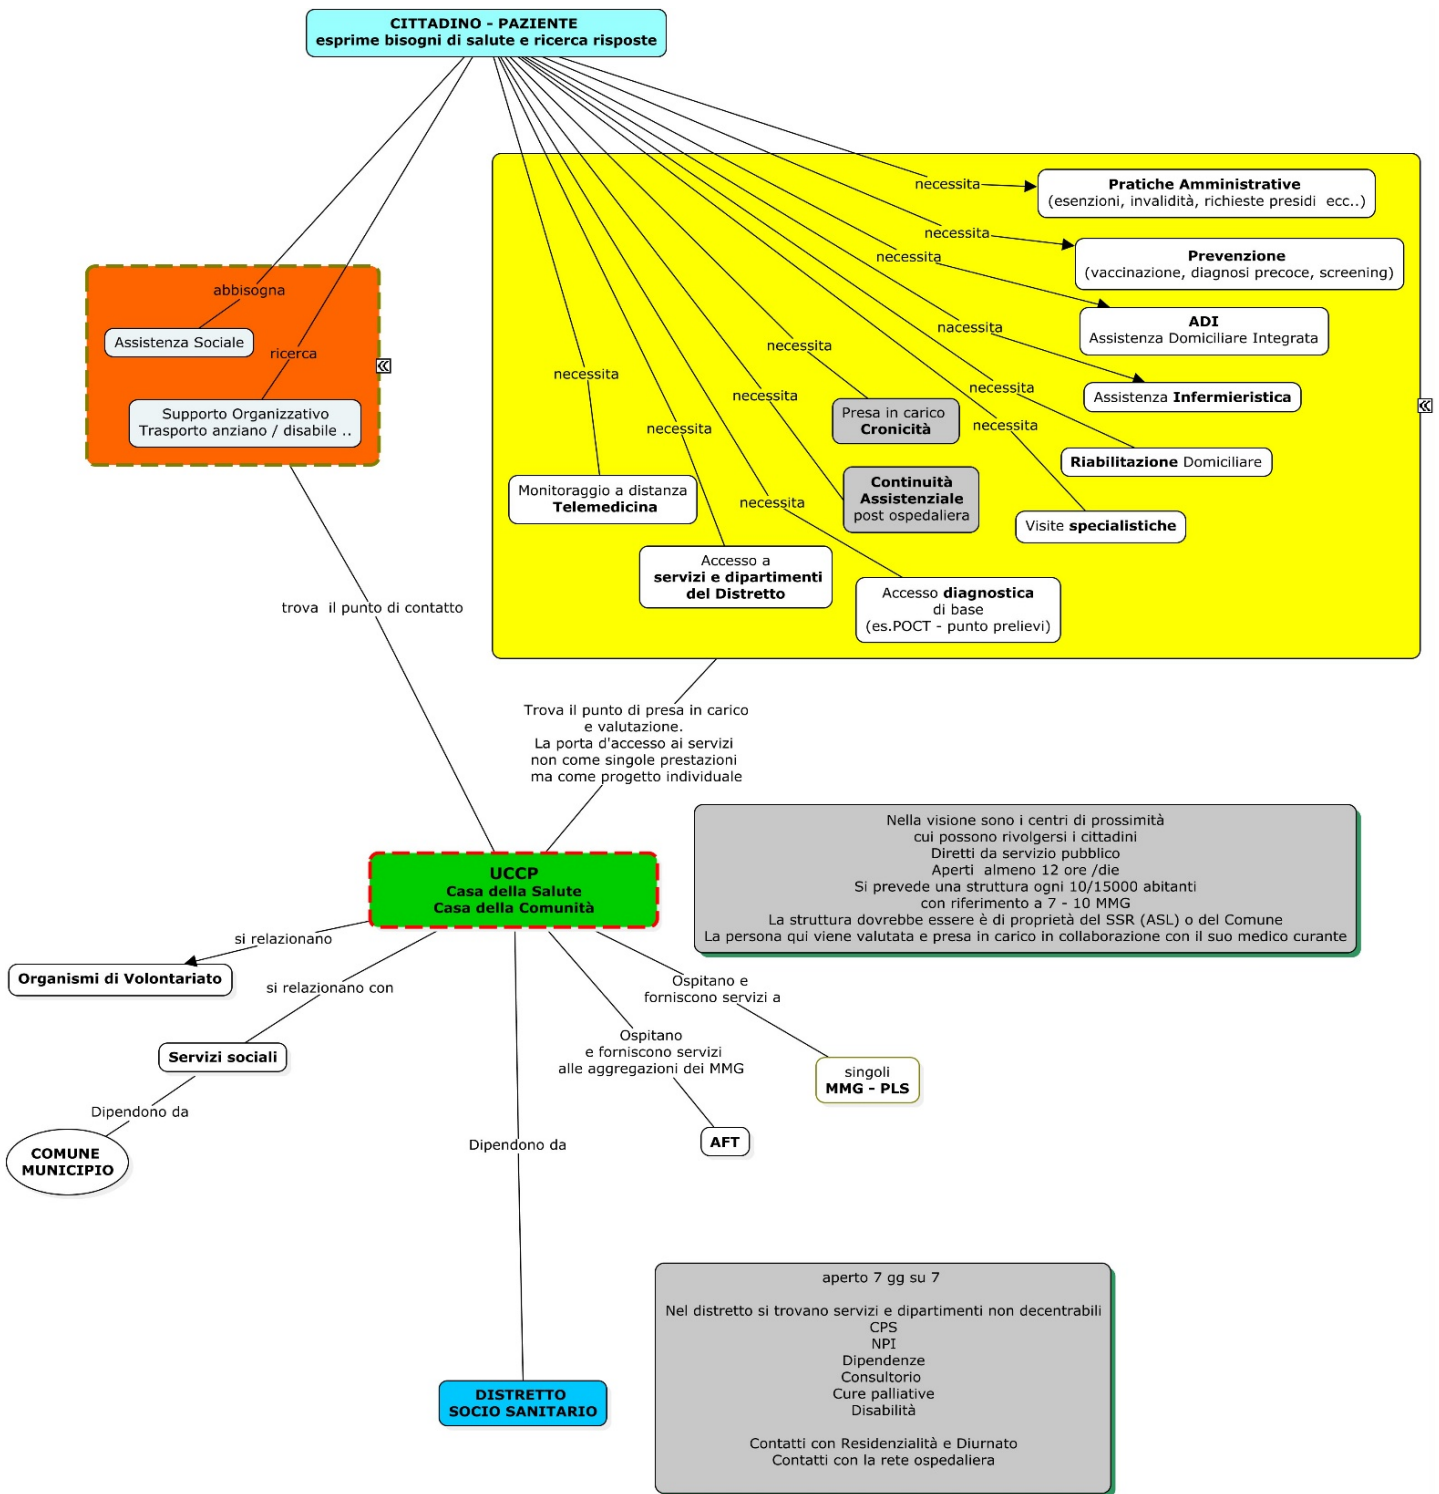 CITTADINO - PAZIENTE
esprime bisogni di salute e ricerca risposte
necessita
Pratiche Amministrative
(esenzioni, invalidità, richieste presidi ecc..)
necessita
Prevenzione
(vaccinazione, diagnosi precoce, screening)
necessita
ADI
Assistenza Domiciliare Integrata
abbisogna
Assistenza Sociale
ricerca
Supporto Organizzativo
Trasporto anziano / disabile ..
nacessita
Assistenza Infermieristica
necessita
Presa in carico
Cronicità
necessita
Riabilitazione Domiciliare
necessita
Visite specialistiche
necessita
Monitoraggio a distanza
Telemedicina
necessita
Continuità
Assistenziale
post ospedaliera
necessita
Accesso a
servizi e dipartimenti
del Distretto
necessita
Accesso diagnostica
di base
(es.POCT - punto prelievi)
trova il punto di contatto
Trova il punto di presa in carico
e valutazione.
La porta d'accesso ai servizi
non come singole prestazioni
ma come progetto individuale
UCCP
Casa della Salute
Casa della Comunità
Nella visione sono i centri di prossimità
cui possono rivolgersi i cittadini
Diretti da servizio pubblico
Aperti almeno 12 ore /die
Si prevede una struttura ogni 10/15000 abitanti
con riferimento a 7 - 10 MMG
La struttura dovrebbe essere è di proprietà del SSR (ASL) o del Comune
La persona qui viene valutata e presa in carico in collaborazione con il suo medico curante
si relazionano
Organismi di Volontariato
si relazionano con
Servizi sociali
Dipendono da
COMUNE
MUNICIPIO
Ospitano e
forniscono servizi a
singoli
MMG - PLS
Ospitano
e forniscono servizi
alle aggregazioni dei MMG
AFT
Dipendono da
DISTRETTO
SOCIO SANITARIO
aperto 7 gg su 7
Nel distretto si trovano servizi e dipartimenti non decentrabili
CPS
NPI
Dipendenze
Consultorio
Cure palliative
Disabilità
Contatti con Residenzialità e Diurnato
Contatti con la rete ospedaliera